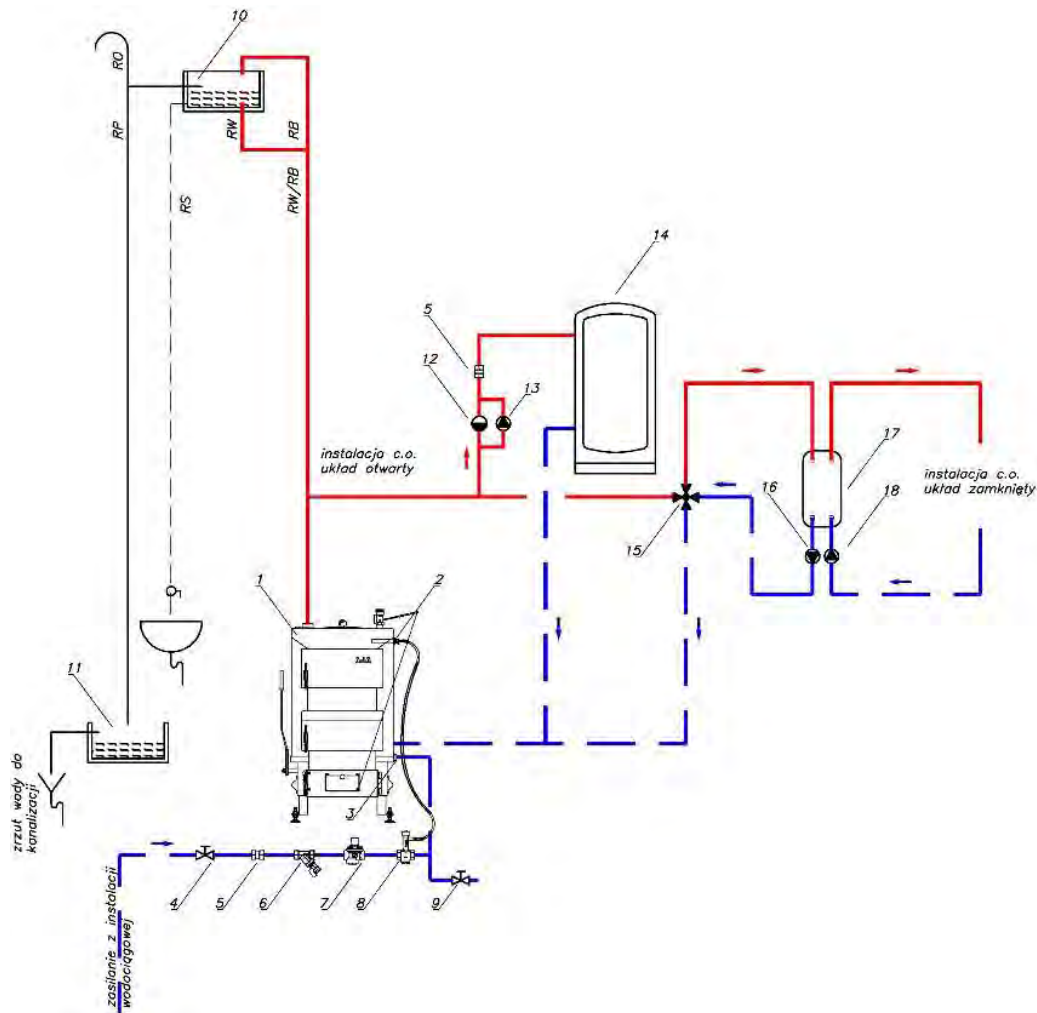 10
RO
RP
RW
RB
RW/RB
RS
14
5
12
13
instalacja c.o.
układ otwarty
17
instalacja c.o.
układ zamknięty
16
18
15
1
2
11
3
zrzut wody do
kanalizacji
4
5
6
7
8
9
zasilanie z instalacji
wodociągowej